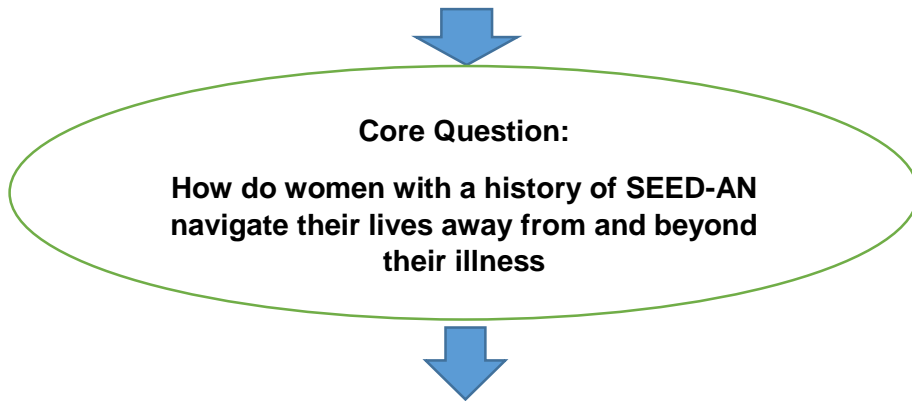 Core Question:
How do women with a history of SEED-AN
navigate their lives away from and beyond
their illness